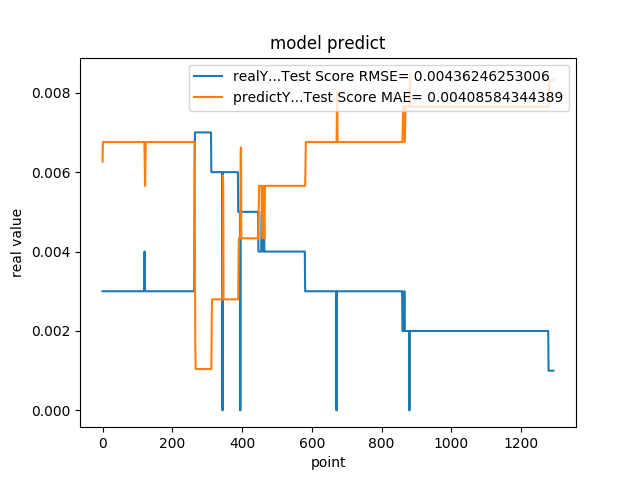 model predict
realY...Test Score RMSE= 0.00436246253006
predictY...Test Score MAE= 0.00408584344389
0.008
0.006
0.004
0.002
0.000
real value
0 200 400 600 800 1000 1200
point